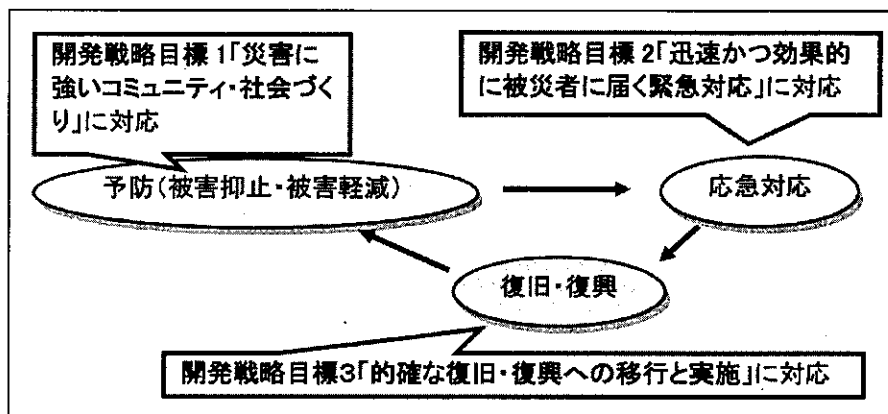 開発戦略目標 1「災害に
強いコミュニティ・社会づく
り」に対応
開発戦略目標 2「迅速かつ効果的
に被災者に届く緊急対応」に対応
予防（被害抑止・被害軽減）
応急対応
復旧・復興
開発戦略目標3「的確な復旧・復興への移行と実施」に対応